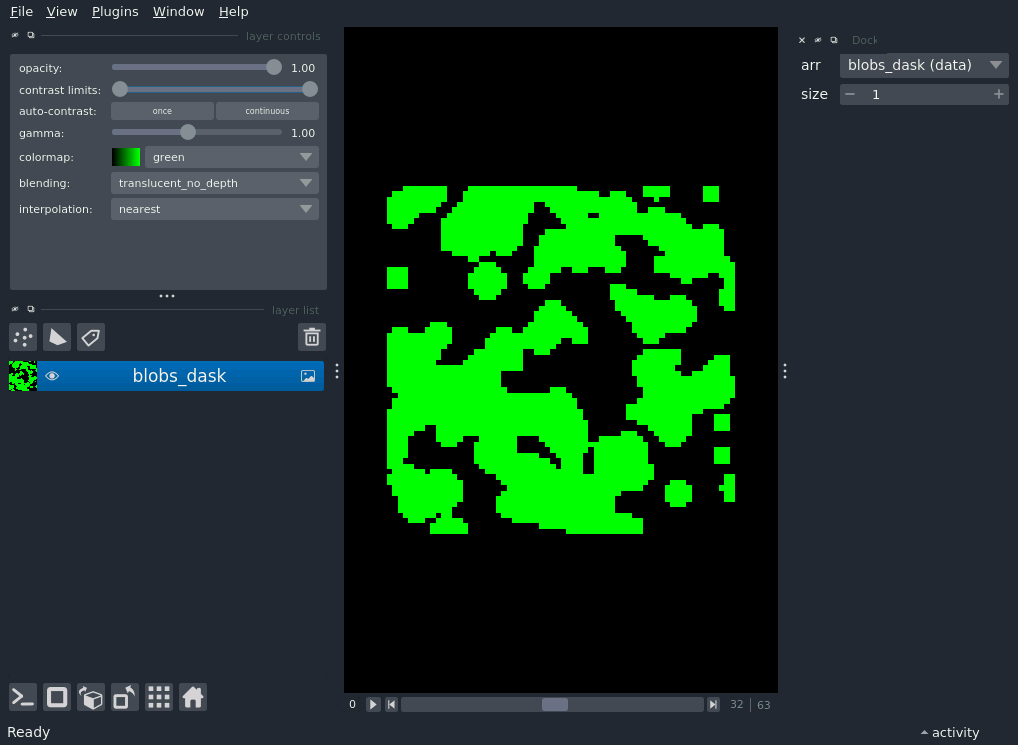 File View Plugins Window Help
layer controls
opacity: 1.00
contrast limits:
auto-contrast: once continuous
gamma: 1.00
colormap: green
blending: translucent_no_depth
interpolation: nearest
layer list
blobs_dask
0 32 63
Ready
activity
Dock
arr blobs_dask (data)
size 1